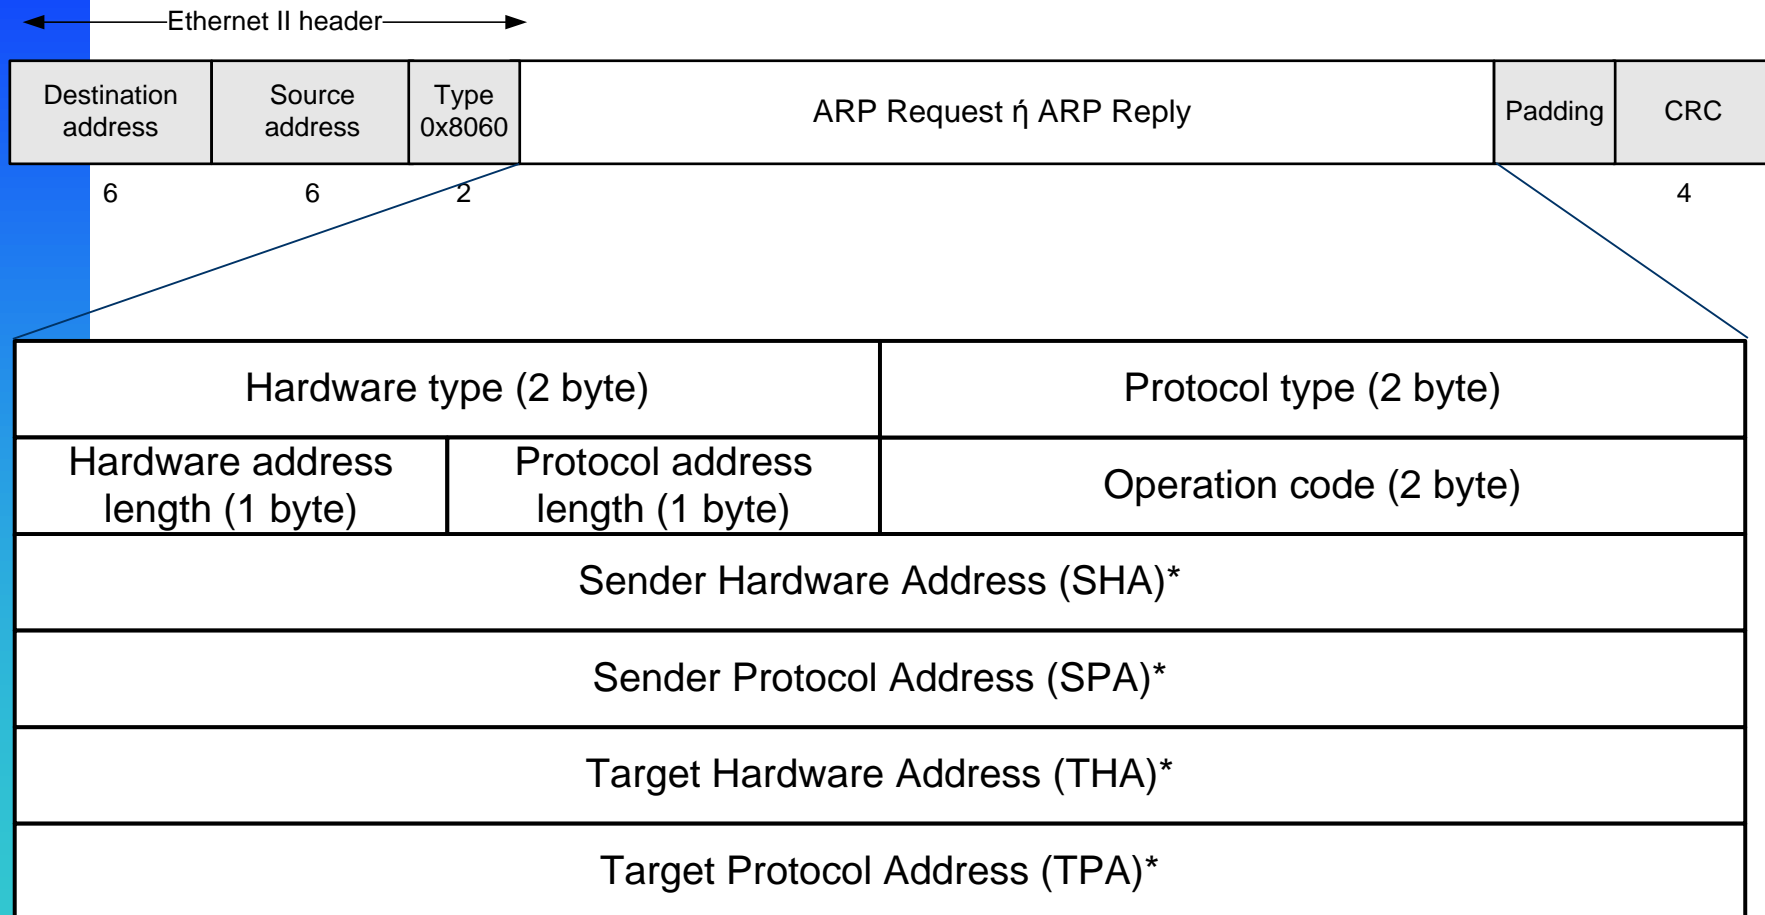 Ethernet II header
Destination address
Source address
Type 0x8060
ARP Request ή ARP Reply
Padding
CRC
6
6
2
4
Hardware type (2 byte)
Protocol type (2 byte)
Hardware address
length (1 byte)
Protocol address
length (1 byte)
Operation code (2 byte)
Sender Hardware Address (SHA)*
Sender Protocol Address (SPA)*
Target Hardware Address (THA)*
Target Protocol Address (TPA)*